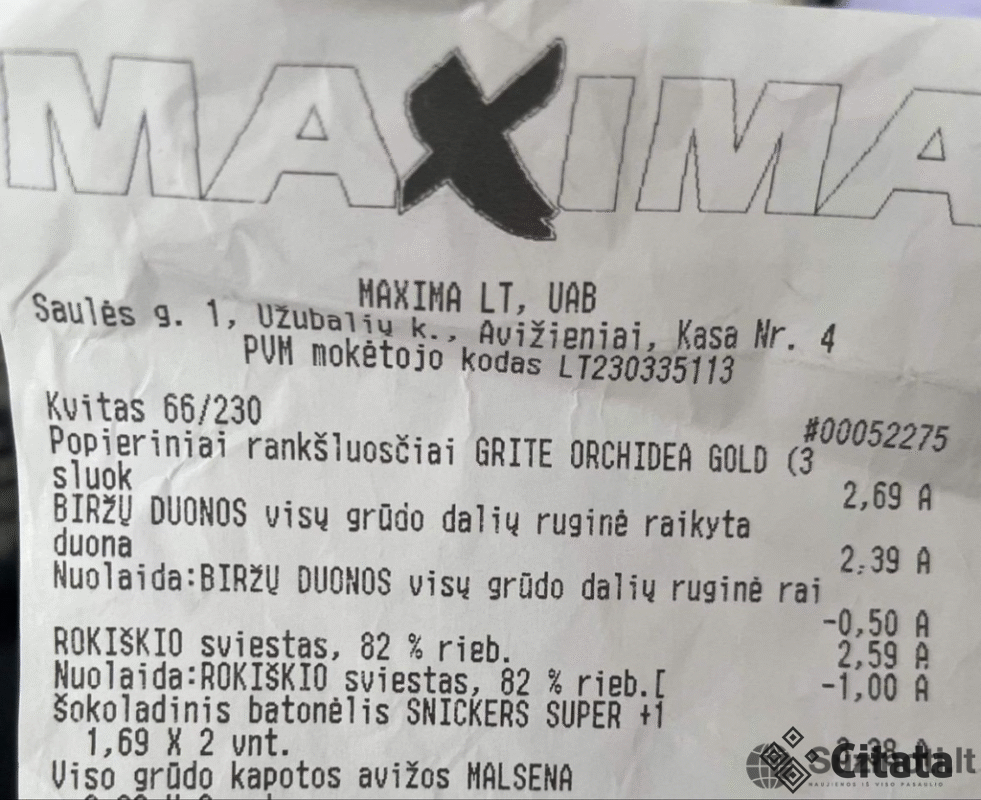 MAXIMA
MAXIMA LT, UAB
Saulės g. 1, Užubalių k., Avižieniai, Kasa Nr. 4
PVM mokėtojo kodas LT230335113
Kvitas 66/230 #00052275
Popieriniai rankšluosčiai GRITE ORCHIDEA GOLD (3
sluok 2,69 A
BIRŽŲ DUONOS visų grūdo dalių ruginė raikyta
duona 2,39 A
Nuolaida:BIRŽŲ DUONOS visų grūdo dalių ruginė rai
-0,50 A
ROKIŠKIO sviestas, 82 % rieb. 2,59 A
Nuolaida:ROKIŠKIO sviestas, 82 % rieb.[ -1,00 A
šokoladinis batonėlis SNICKERS SUPER +1
1,69 X 2 vnt.
Viso grūdo kapotos avižos MALSENA
Citata
NAUJIENOS IŠ VISO PASAULIO